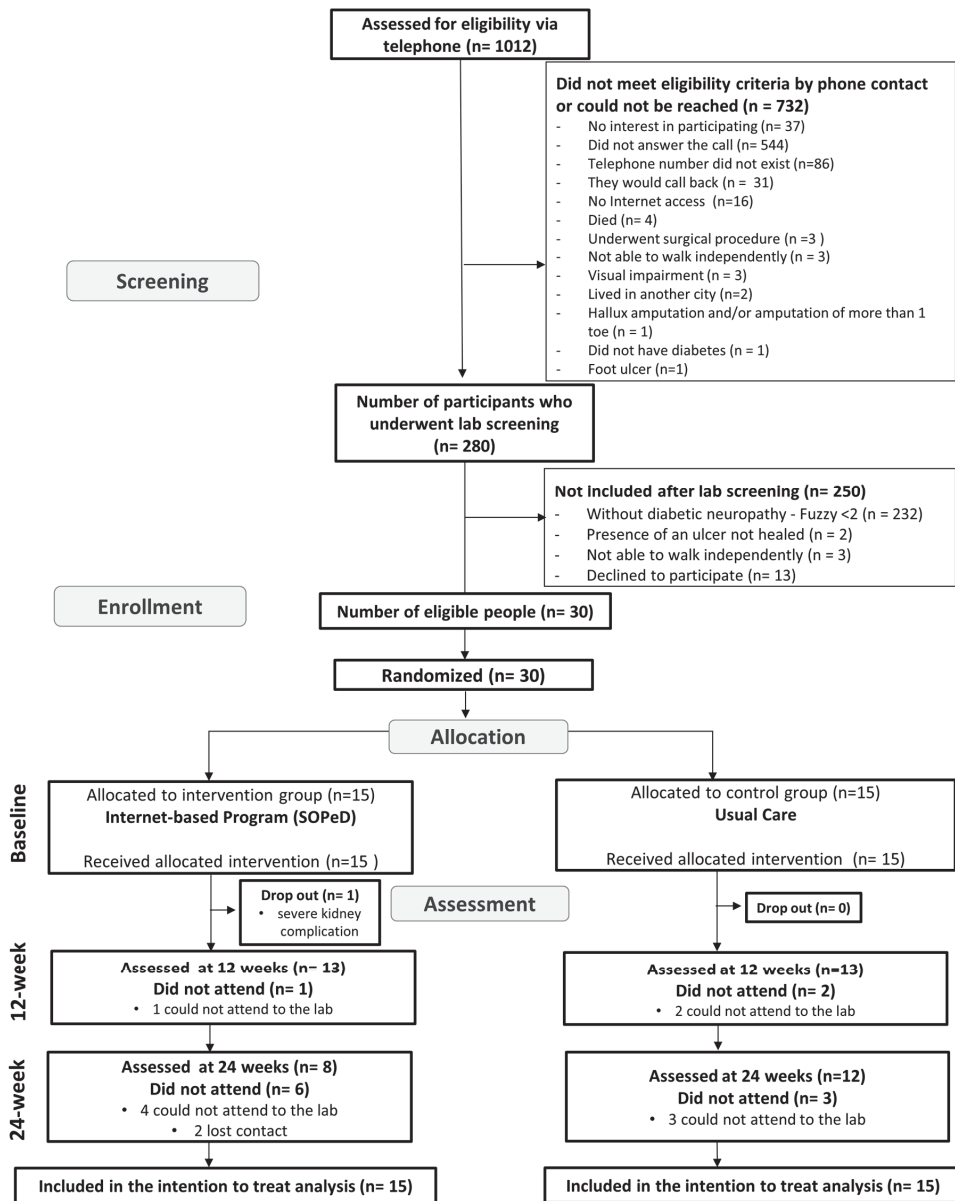 Assessed for eligibility via
telephone (n= 1012)
Did not meet eligibility criteria by phone contact
or could not be reached (n = 732)
- No interest in participating (n= 37)
- Did not answer the call (n= 544)
- Telephone number did not exist (n=86)
- They would call back (n = 31)
- No Internet access (n=16)
- Died (n= 4)
- Underwent surgical procedure (n =3 )
- Not able to walk independently (n = 3)
- Visual impairment (n = 3)
- Lived in another city (n=2)
- Hallux amputation and/or amputation of more than 1
toe (n = 1)
- Did not have diabetes (n = 1)
- Foot ulcer (n=1)
Screening
Number of participants who
underwent lab screening
(n= 280)
Not included after lab screening (n= 250)
- Without diabetic neuropathy - Fuzzy <2 (n = 232)
- Presence of an ulcer not healed (n = 2)
- Not able to walk independently (n = 3)
- Declined to participate (n = 13)
Enrollment
Number of eligible people (n= 30)
Randomized (n= 30)
Allocation
Baseline
Allocated to intervention group (n=15)
Internet-based Program (SOPeD)
Received allocated intervention (n=15 )
Allocated to control group (n=15)
Usual Care
Received allocated intervention (n= 15)
Drop out (n= 1)
• severe kidney
complication
Assessment
Drop out (n= 0)
12-week
Assessed at 12 weeks (n= 13)
Did not attend (n= 1)
• 1 could not attend to the lab
Assessed at 12 weeks (n=13)
Did not attend (n= 2)
• 2 could not attend to the lab
24-week
Assessed at 24 weeks (n= 8)
Did not attend (n= 6)
• 4 could not attend to the lab
• 2 lost contact
Assessed at 24 weeks (n=12)
Did not attend (n= 3)
• 3 could not attend to the lab
Included in the intention to treat analysis (n= 15)
Included in the intention to treat analysis (n= 15)